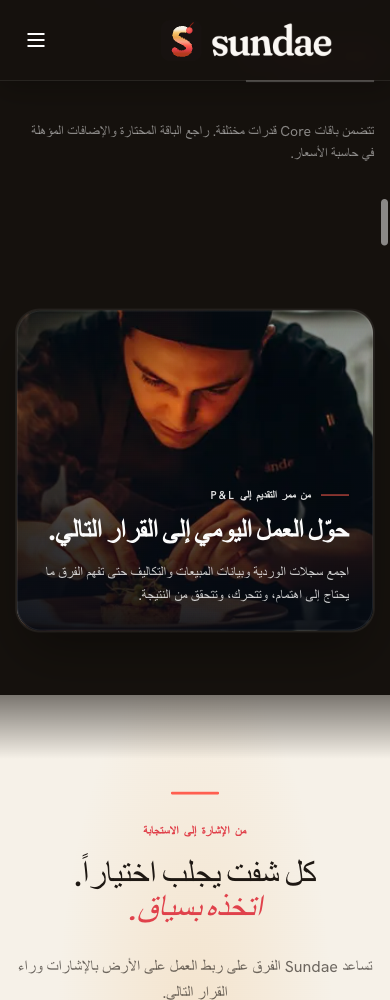 sundae
تتضمن باقات Core قدرات مختلفة. راجع الباقة المختارة والإضافات المؤهلة
في حاسبة الأسعار.
من ممر التقديم إلى P&L
حوّل العمل اليومي إلى القرار التالي.
اجمع سجلات الوردية وبيانات المبيعات والتكاليف حتى تفهم الفرق ما
يحتاج إلى اهتمام، وتتحرك، وتتحقق من النتيجة.
من الإشارة إلى الاستجابة
كل شفت يجلب اختياراً.
اتخذه بسياق.
تساعد Sundae الفرق على ربط العمل على الأرض بالإشارات وراء
القرار التالي.